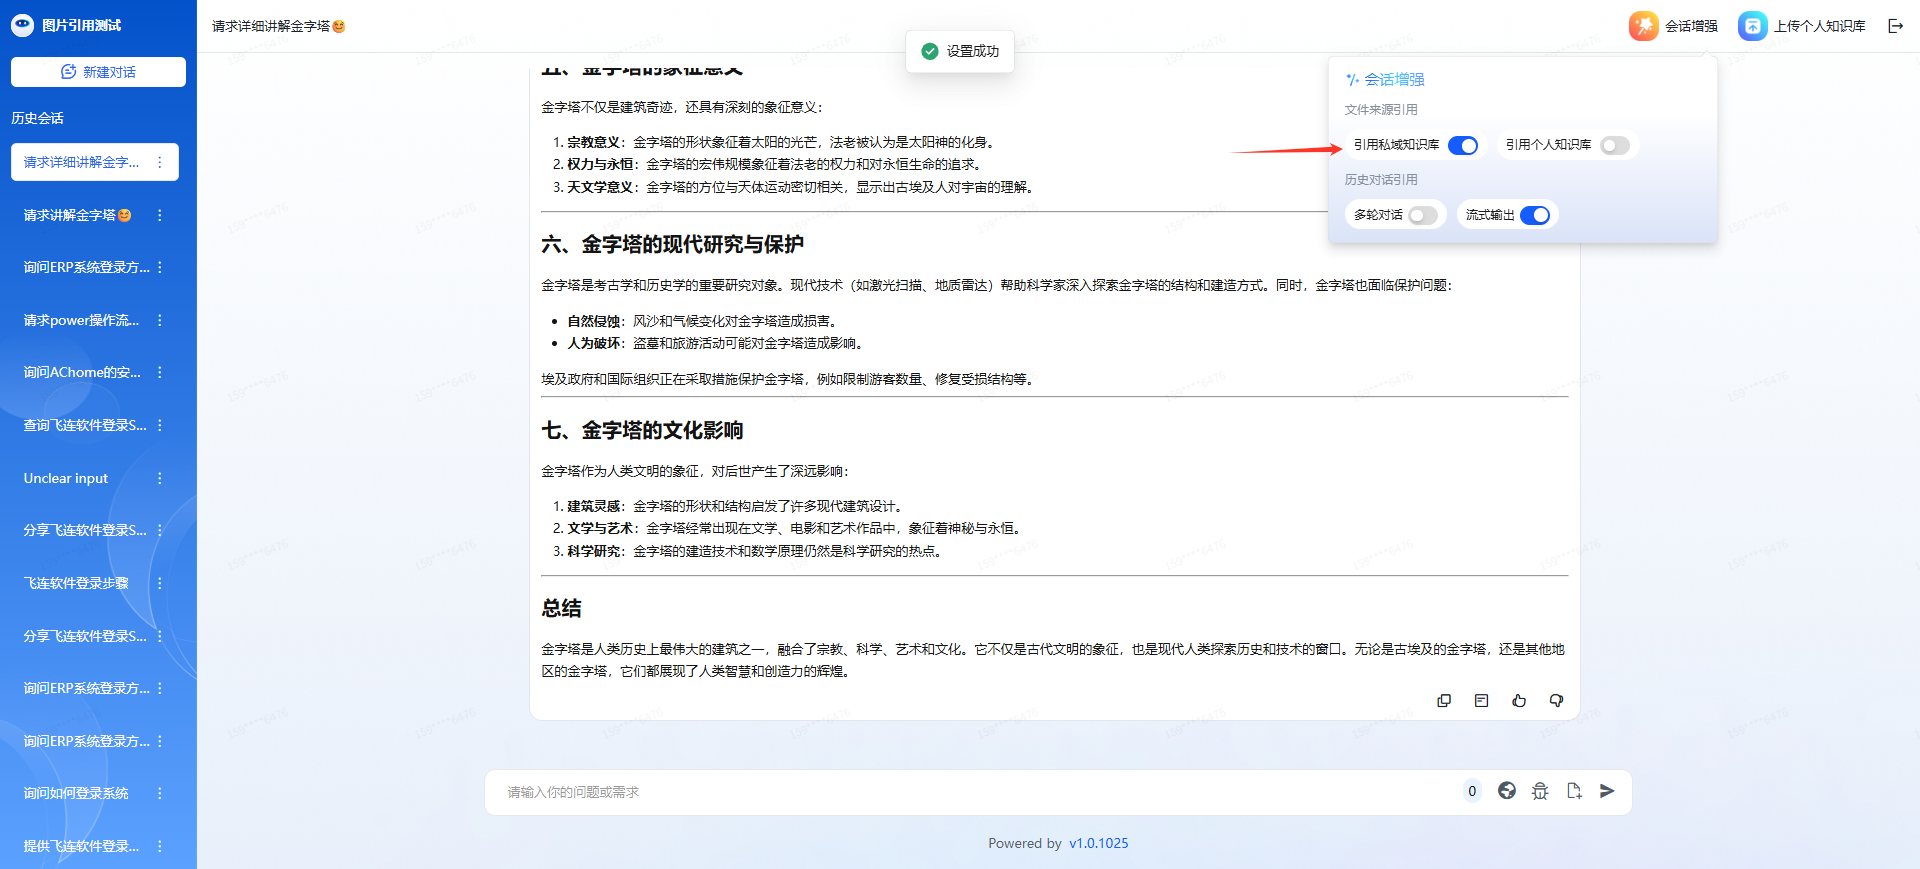 图片引用测试
新建对话
历史会话
请求详细讲解金字...
请求讲解金字塔😊
询问ERP系统登录方...
请求power操作流...
询问AChome的安...
查询飞连软件登录S...
Unclear input
分享飞连软件登录S...
飞连软件登录步骤
分享飞连软件登录S...
询问ERP系统登录方...
询问ERP系统登录方...
询问如何登录系统
提供飞连软件登录...
请求详细讲解金字塔😊
设置成功
会话增强
上传个人知识库
会话增强
文件来源引用
引用私域知识库
引用个人知识库
历史对话引用
多轮对话
流式输出
五、金字塔的象征意义
金字塔不仅是建筑奇迹，还具有深刻的象征意义：
1. 宗教意义：金字塔的形状象征着太阳的光芒，法老被认为是太阳神的化身。
2. 权力与永恒：金字塔的宏伟规模象征着法老的权力和对永恒生命的追求。
3. 天文学意义：金字塔的方位与天体运动密切相关，显示出古埃及人对宇宙的理解。
六、金字塔的现代研究与保护
金字塔是考古学和历史学的重要研究对象。现代技术（如激光扫描、地质雷达）帮助科学家深入探索金字塔的结构和建造方式。同时，金字塔也面临保护问题：
• 自然侵蚀：风沙和气候变化对金字塔造成损害。
• 人为破坏：盗墓和旅游活动可能对金字塔造成影响。
埃及政府和国际组织正在采取措施保护金字塔，例如限制游客数量、修复受损结构等。
七、金字塔的文化影响
金字塔作为人类文明的象征，对后世产生了深远影响：
1. 建筑灵感：金字塔的形状和结构启发了许多现代建筑设计。
2. 文学与艺术：金字塔经常出现在文学、电影和艺术作品中，象征着神秘与永恒。
3. 科学研究：金字塔的建造技术和数学原理仍然是科学研究的热点。
总结
金字塔是人类历史上最伟大的建筑之一，融合了宗教、科学、艺术和文化。它不仅是古代文明的象征，也是现代人类探索历史和技术的窗口。无论是古埃及的金字塔，还是其他地
区的金字塔，它们都展现了人类智慧和创造力的辉煌。
请输入你的问题或需求
0
Powered by v1.0.1025
159****6476